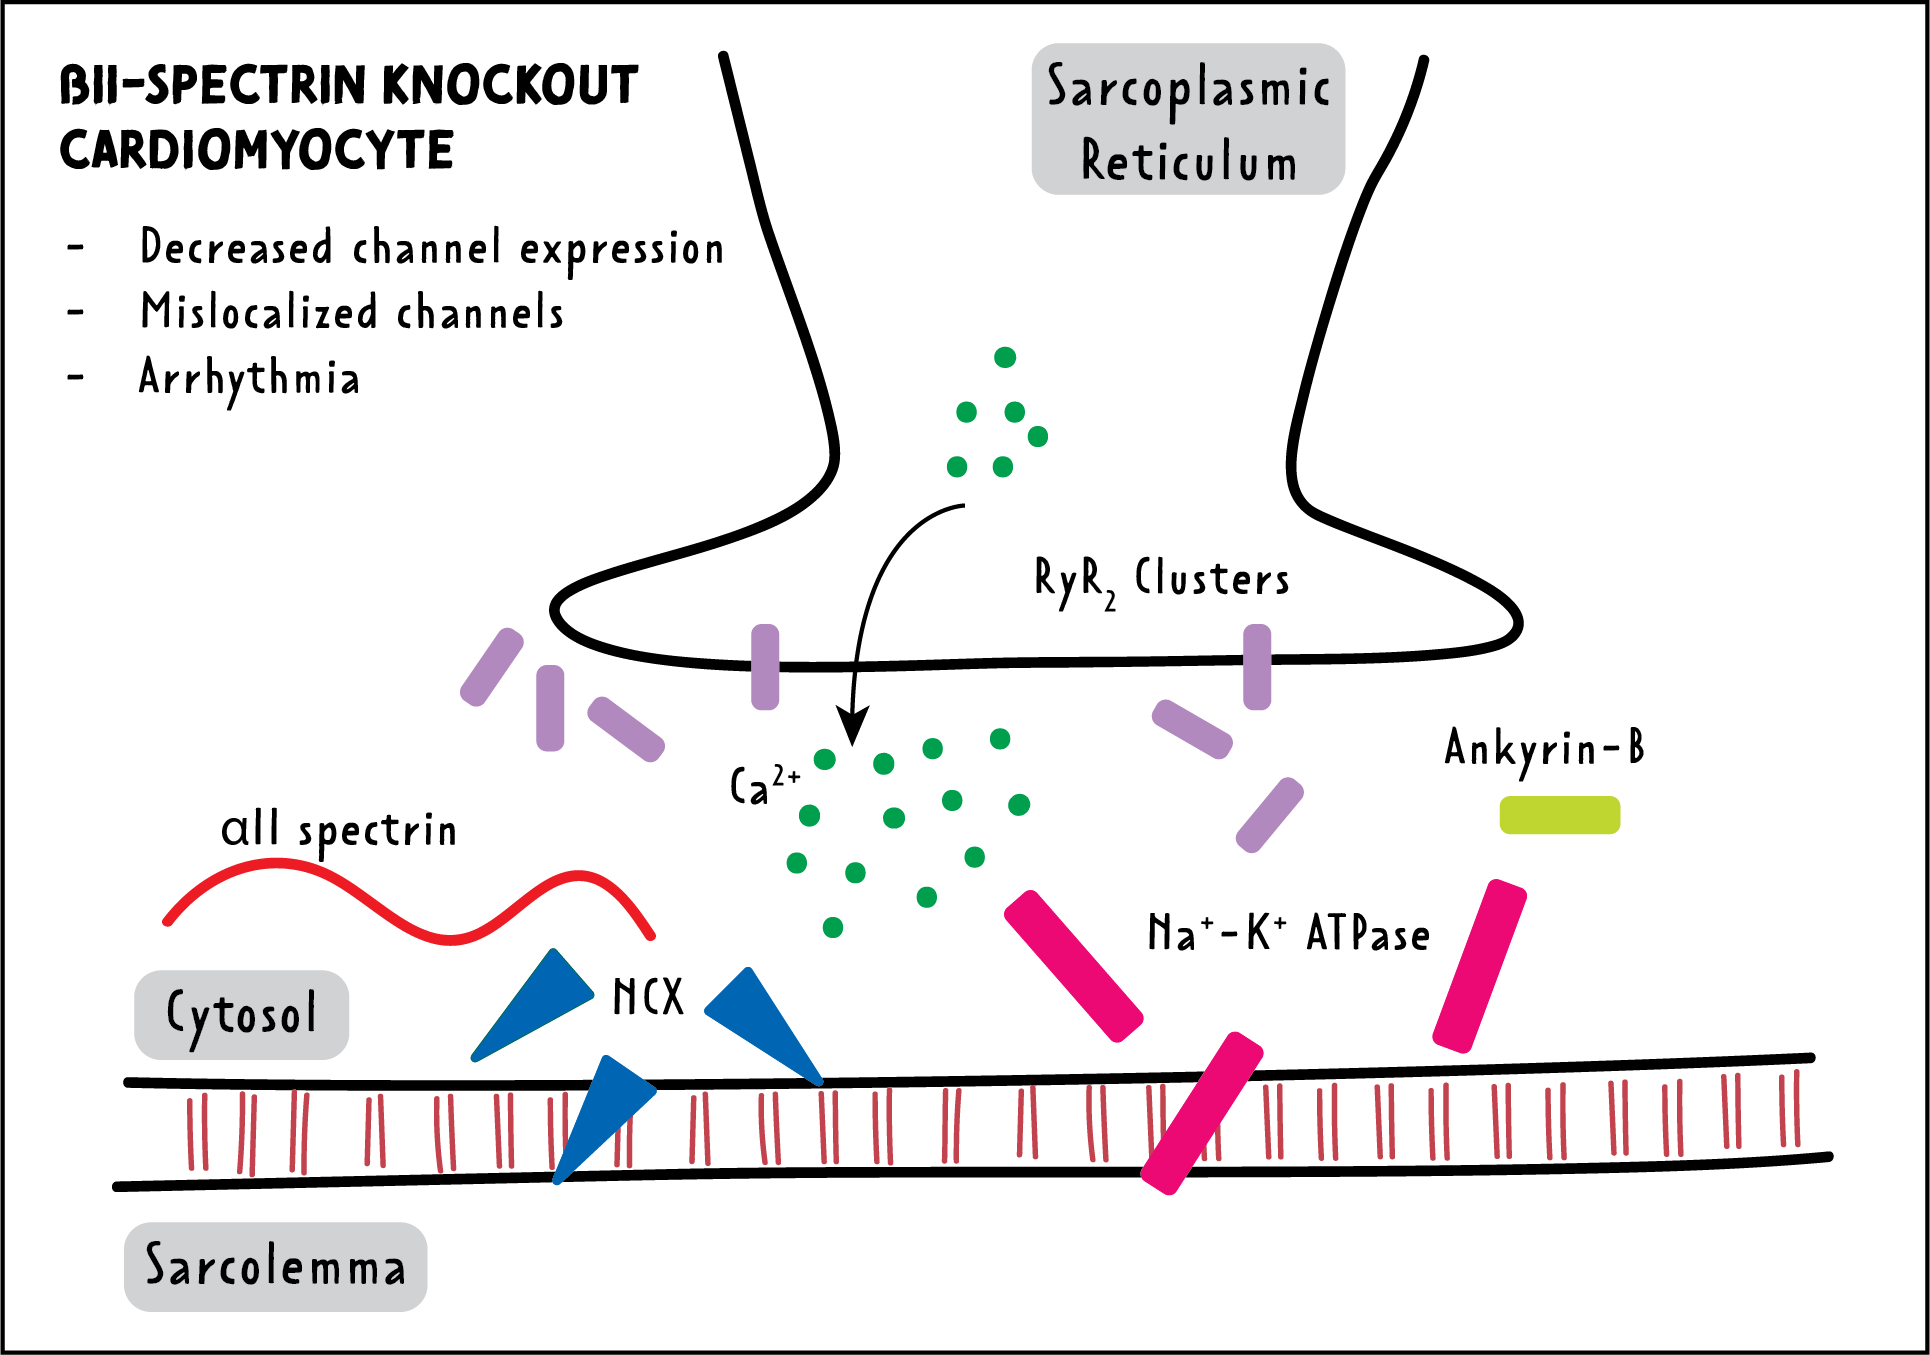 βII-SPECTRIN KNOCKOUT
CARDIOMYOCYTE
- Decreased channel expression
- Mislocalized channels
- Arrhythmia
Sarcoplasmic
Reticulum
RyR₂ Clusters
Ca²⁺
Ankyrin-B
αII spectrin
Na⁺-K⁺ ATPase
NCX
Cytosol
Sarcolemma